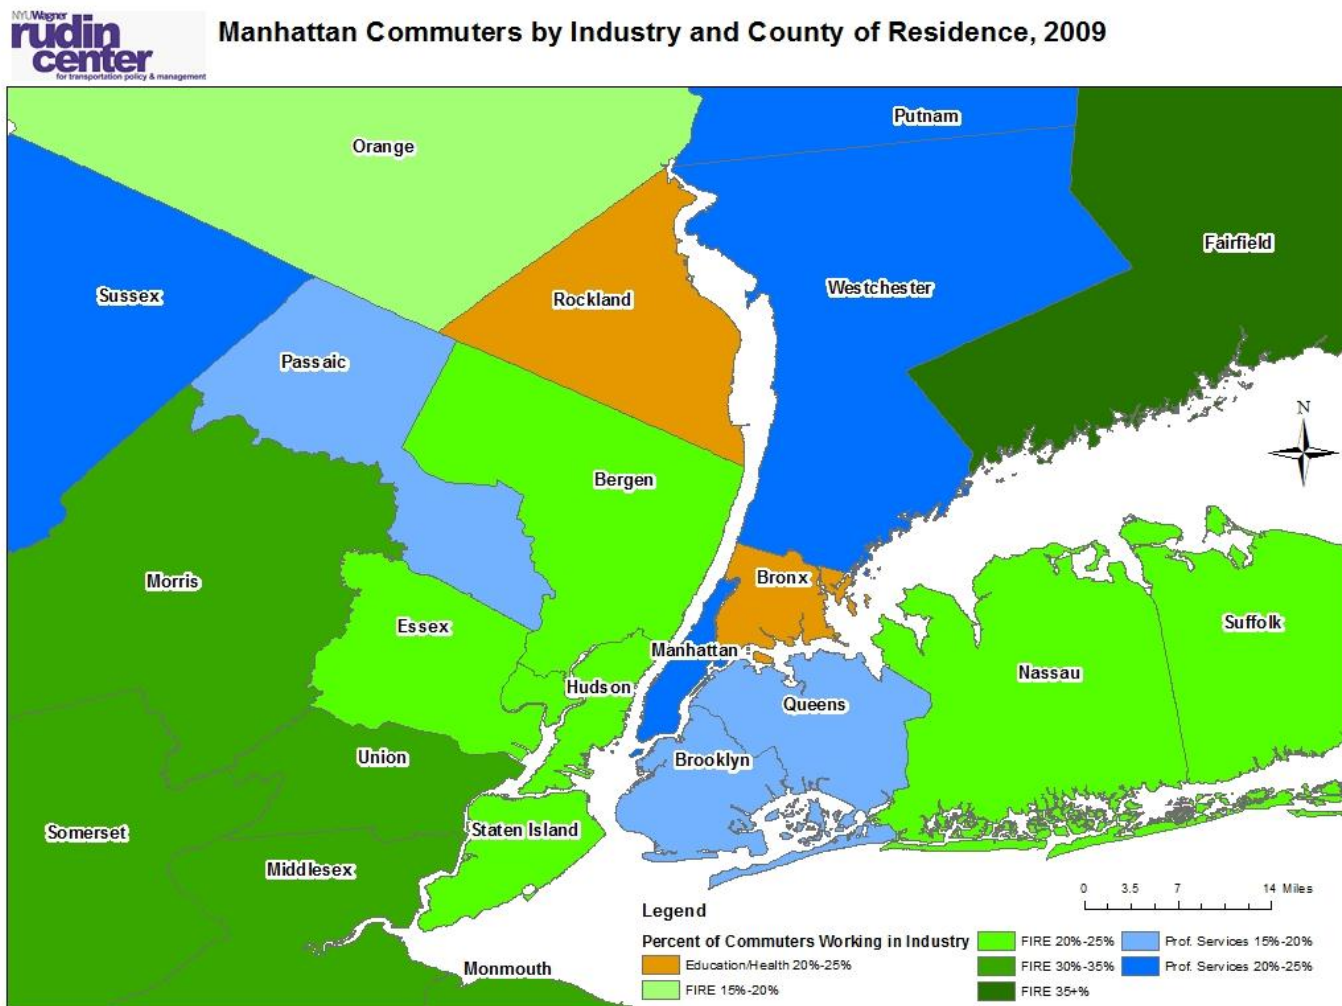 NYU Wagner
rudin
center
for transportation policy & management
Manhattan Commuters by Industry and County of Residence, 2009
Putnam
Orange
Fairfield
Westchester
Sussex
Rockland
Passaic
N
Bergen
Morris
Bronx
Essex
Suffolk
Manhattan
Nassau
Hudson
Queens
Union
Brooklyn
Somerset
Staten Island
Middlesex
Monmouth
0 3.5 7 14 Miles
Legend
Percent of Commuters Working in Industry
Education/Health 20%-25%
FIRE 15%-20%
FIRE 20%-25%
FIRE 30%-35%
FIRE 35+%
Prof. Services 15%-20%
Prof. Services 20%-25%